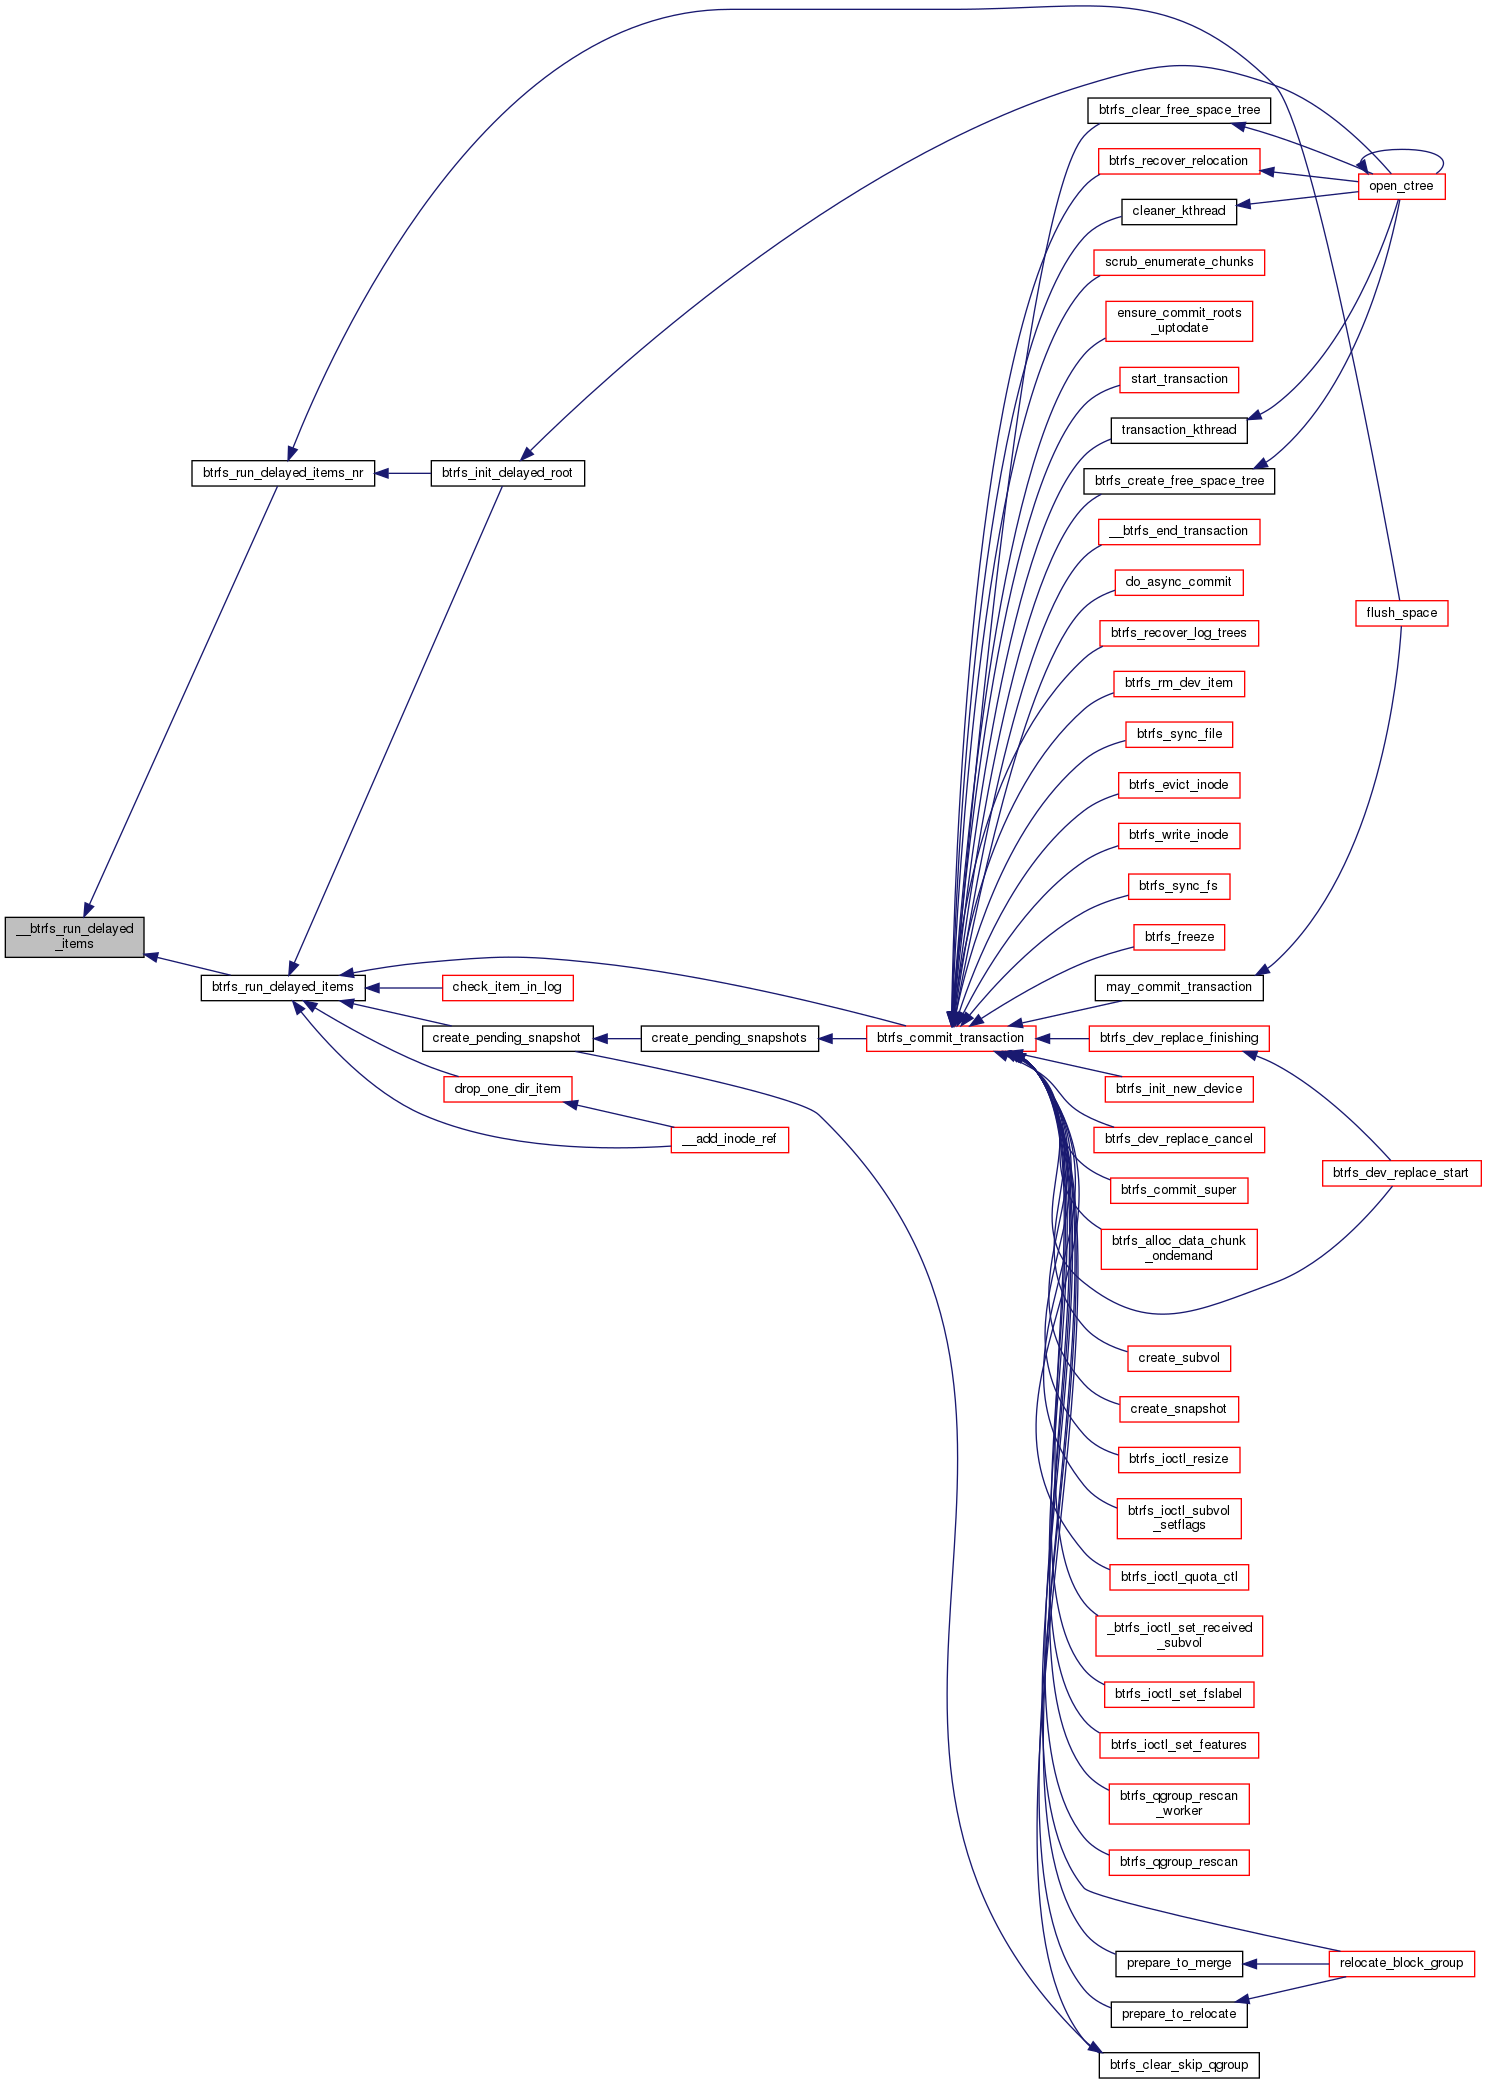 btrfs_clear_free_space_tree
btrfs_recover_relocation
open_ctree
cleaner_kthread
scrub_enumerate_chunks
ensure_commit_roots
_uptodate
start_transaction
transaction_kthread
btrfs_run_delayed_items_nr
btrfs_init_delayed_root
btrfs_create_free_space_tree
__btrfs_end_transaction
do_async_commit
flush_space
btrfs_recover_log_trees
btrfs_rm_dev_item
btrfs_sync_file
btrfs_evict_inode
btrfs_write_inode
btrfs_sync_fs
__btrfs_run_delayed
_items
btrfs_freeze
btrfs_run_delayed_items
check_item_in_log
may_commit_transaction
create_pending_snapshot
create_pending_snapshots
btrfs_commit_transaction
btrfs_dev_replace_finishing
drop_one_dir_item
btrfs_init_new_device
__add_inode_ref
btrfs_dev_replace_cancel
btrfs_dev_replace_start
btrfs_commit_super
btrfs_alloc_data_chunk
_ondemand
create_subvol
create_snapshot
btrfs_ioctl_resize
btrfs_ioctl_subvol
_setflags
btrfs_ioctl_quota_ctl
_btrfs_ioctl_set_received
_subvol
btrfs_ioctl_set_fslabel
btrfs_ioctl_set_features
btrfs_qgroup_rescan
_worker
btrfs_qgroup_rescan
prepare_to_merge
relocate_block_group
prepare_to_relocate
btrfs_clear_skip_qgroup